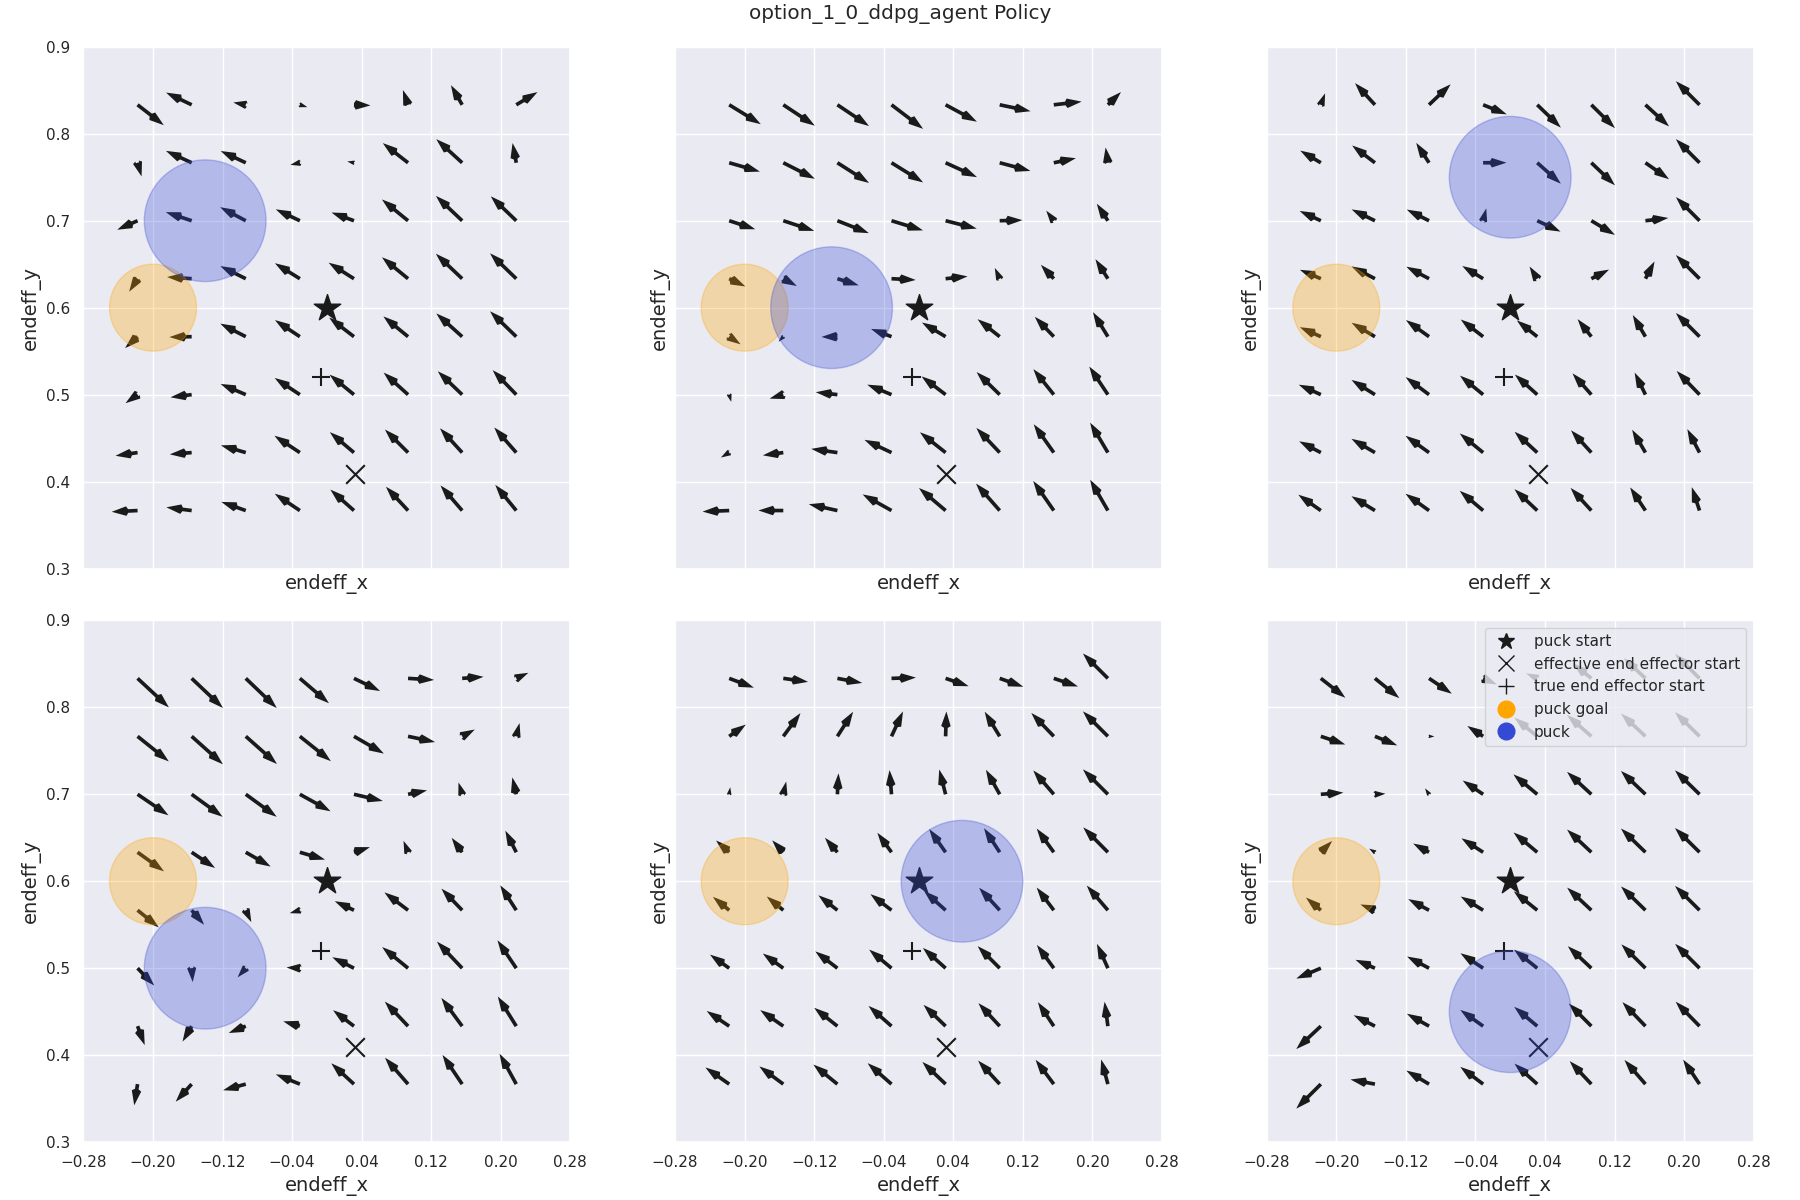 option_1_0_ddpg_agent Policy
0.9
0.8
0.7
0.6
0.5
0.4
0.3
endeff_y
endeff_x
endeff_y
endeff_x
endeff_y
endeff_x
0.9
0.8
0.7
0.6
0.5
0.4
0.3
endeff_y
−0.28 −0.20 −0.12 −0.04 0.04 0.12 0.20 0.28
endeff_x
endeff_y
−0.28 −0.20 −0.12 −0.04 0.04 0.12 0.20 0.28
endeff_x
puck start
effective end effector start
true end effector start
puck goal
puck
endeff_y
−0.28 −0.20 −0.12 −0.04 0.04 0.12 0.20 0.28
endeff_x